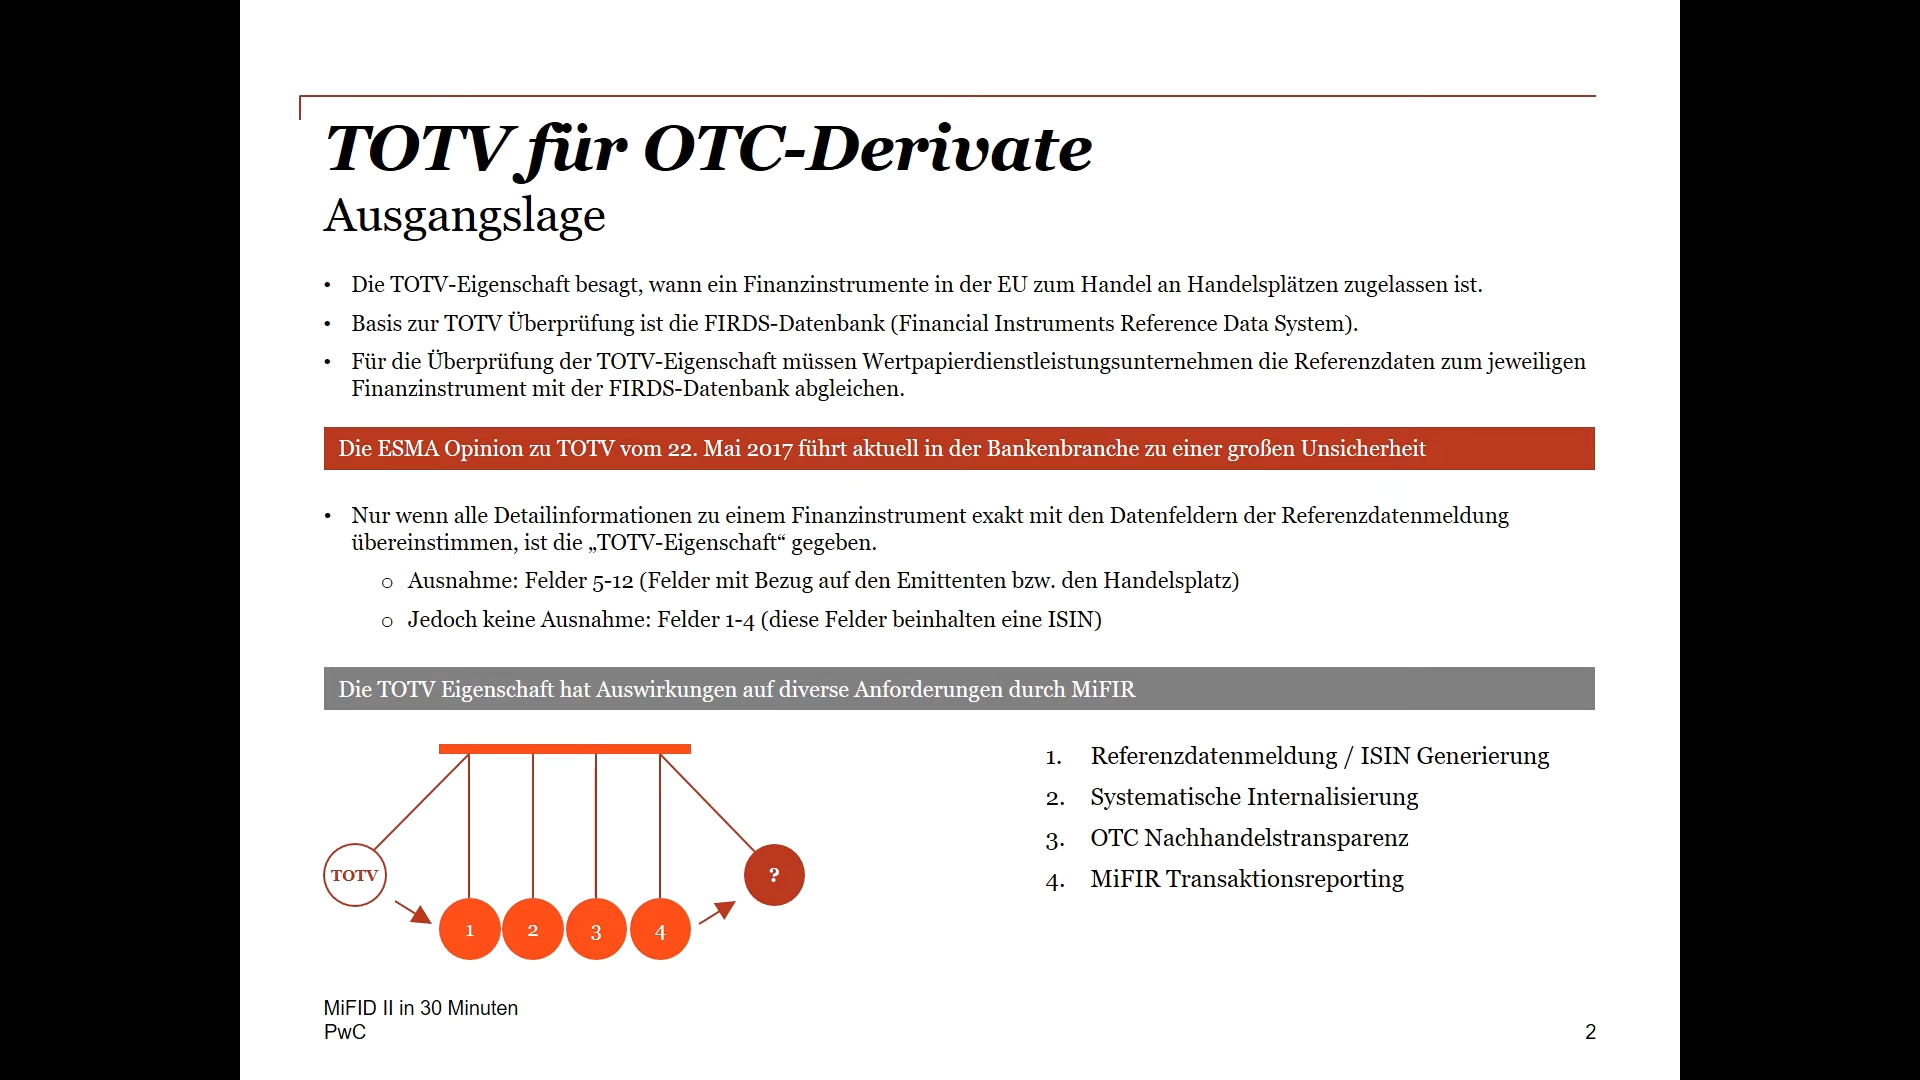 TOTV für OTC-Derivate
Ausgangslage
• Die TOTV-Eigenschaft besagt, wann ein Finanzinstrumente in der EU zum Handel an Handelsplätzen zugelassen ist.
• Basis zur TOTV Überprüfung ist die FIRDS-Datenbank (Financial Instruments Reference Data System).
• Für die Überprüfung der TOTV-Eigenschaft müssen Wertpapierdienstleistungsunternehmen die Referenzdaten zum jeweiligen
Finanzinstrument mit der FIRDS-Datenbank abgleichen.
Die ESMA Opinion zu TOTV vom 22. Mai 2017 führt aktuell in der Bankenbranche zu einer großen Unsicherheit
• Nur wenn alle Detailinformationen zu einem Finanzinstrument exakt mit den Datenfeldern der Referenzdatenmeldung
übereinstimmen, ist die „TOTV-Eigenschaft“ gegeben.
o Ausnahme: Felder 5-12 (Felder mit Bezug auf den Emittenten bzw. den Handelsplatz)
o Jedoch keine Ausnahme: Felder 1-4 (diese Felder beinhalten eine ISIN)
Die TOTV Eigenschaft hat Auswirkungen auf diverse Anforderungen durch MiFIR
TOTV
1
2
3
4
?
1. Referenzdatenmeldung / ISIN Generierung
2. Systematische Internalisierung
3. OTC Nachhandelstransparenz
4. MiFIR Transaktionsreporting
MiFID II in 30 Minuten
PwC
2